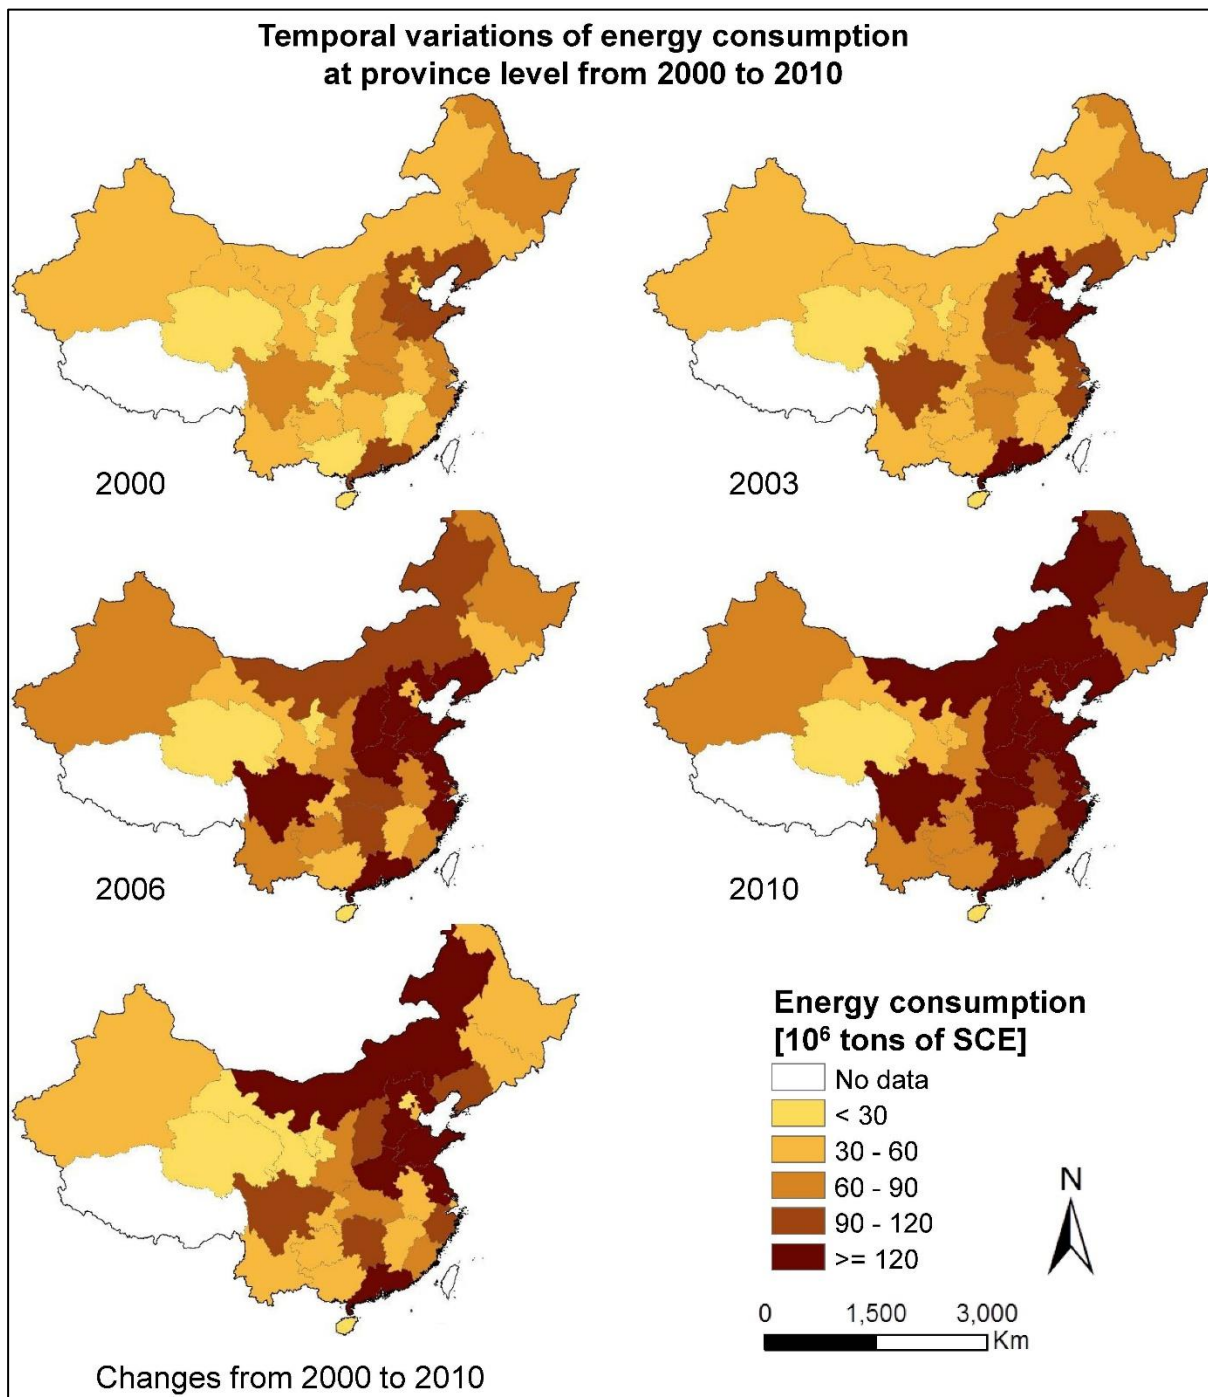 Temporal variations of energy consumption
at province level from 2000 to 2010
2000
2003
2006
2010
Changes from 2000 to 2010
Energy consumption
[10⁶ tons of SCE]
No data
< 30
30 - 60
60 - 90
90 - 120
>= 120
N
0 1,500 3,000
Km